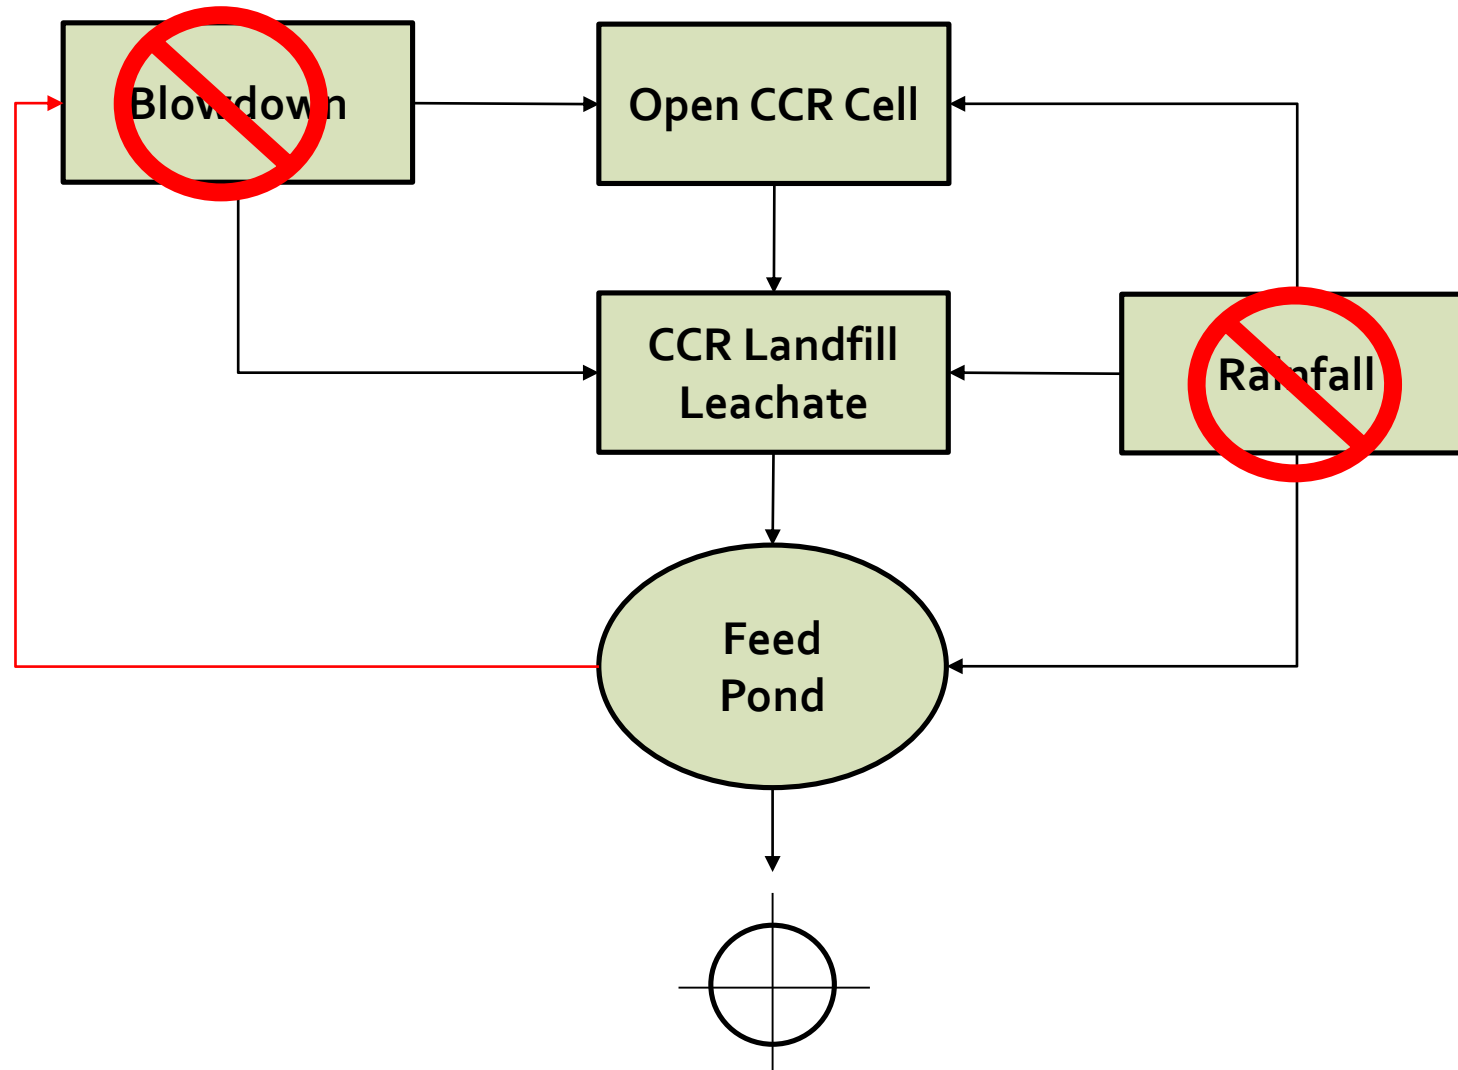 Blowdown
Open CCR Cell
CCR Landfill
Leachate
Rainfall
Feed
Pond